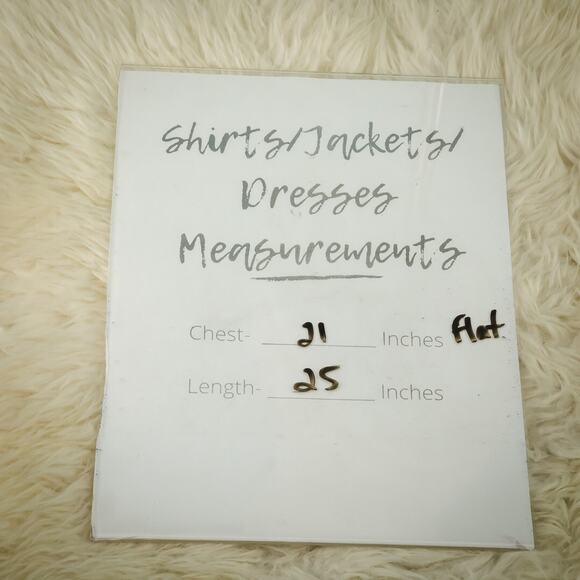 Shirts/Jackets/
Dresses
Measurements
Chest- 21 Inches Flat
Length- 25 Inches